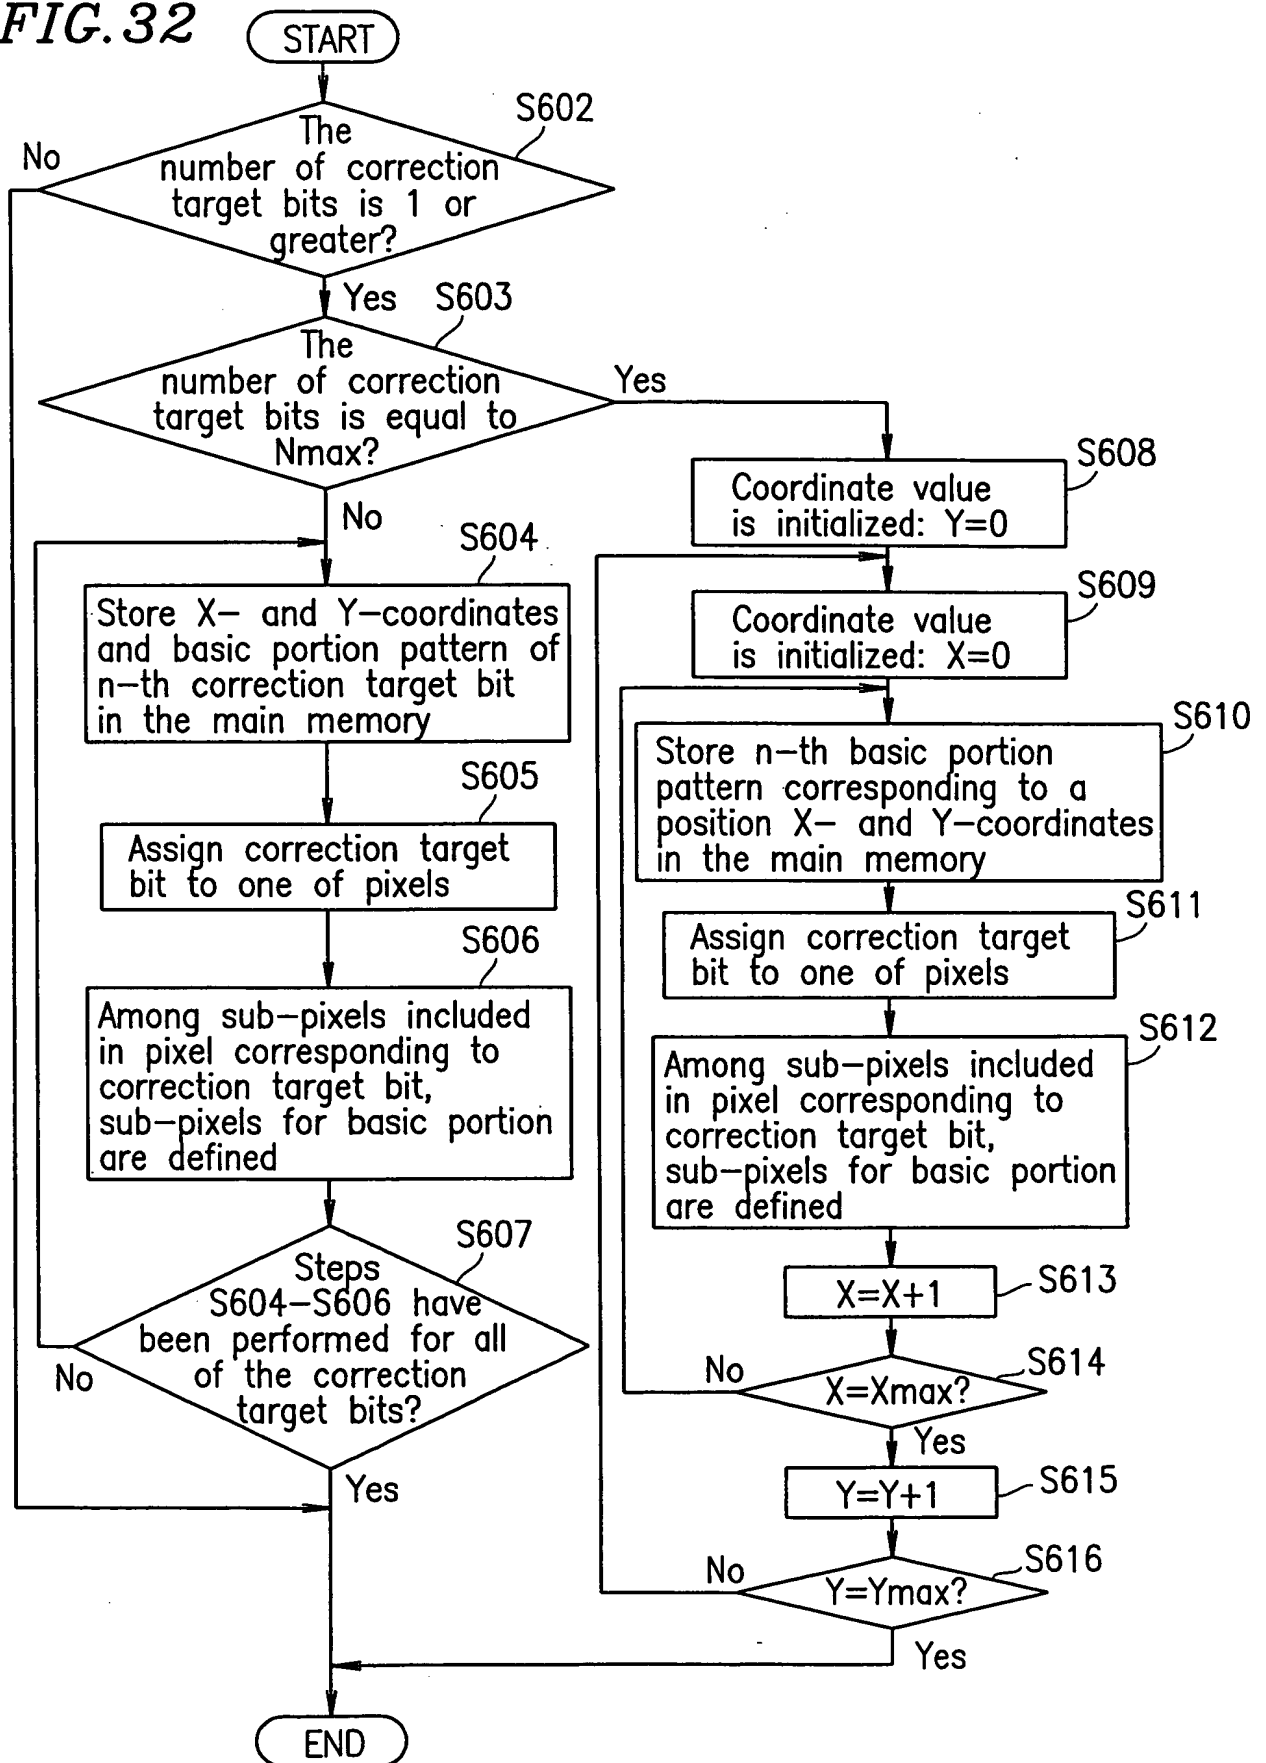 FIG. 32
START
S602
The
number of correction
target bits is 1 or
greater?
No
Yes
S603
The
number of correction
target bits is equal to
Nmax?
Yes
No
S604
Store X- and Y-coordinates
and basic portion pattern of
n-th correction target bit
in the main memory
S605
Assign correction target
bit to one of pixels
S606
Among sub-pixels included
in pixel corresponding to
correction target bit,
sub-pixels for basic portion
are defined
S607
Steps
S604-S606 have
been performed for all
of the correction
target bits?
No
Yes
S608
Coordinate value
is initialized: Y=0
S609
Coordinate value
is initialized: X=0
S610
Store n-th basic portion
pattern corresponding to a
position X- and Y-coordinates
in the main memory
S611
Assign correction target
bit to one of pixels
S612
Among sub-pixels included
in pixel corresponding to
correction target bit,
sub-pixels for basic portion
are defined
X=X+1
S613
S614
No
X=Xmax?
Yes
Y=Y+1
S615
S616
No
Y=Ymax?
Yes
END